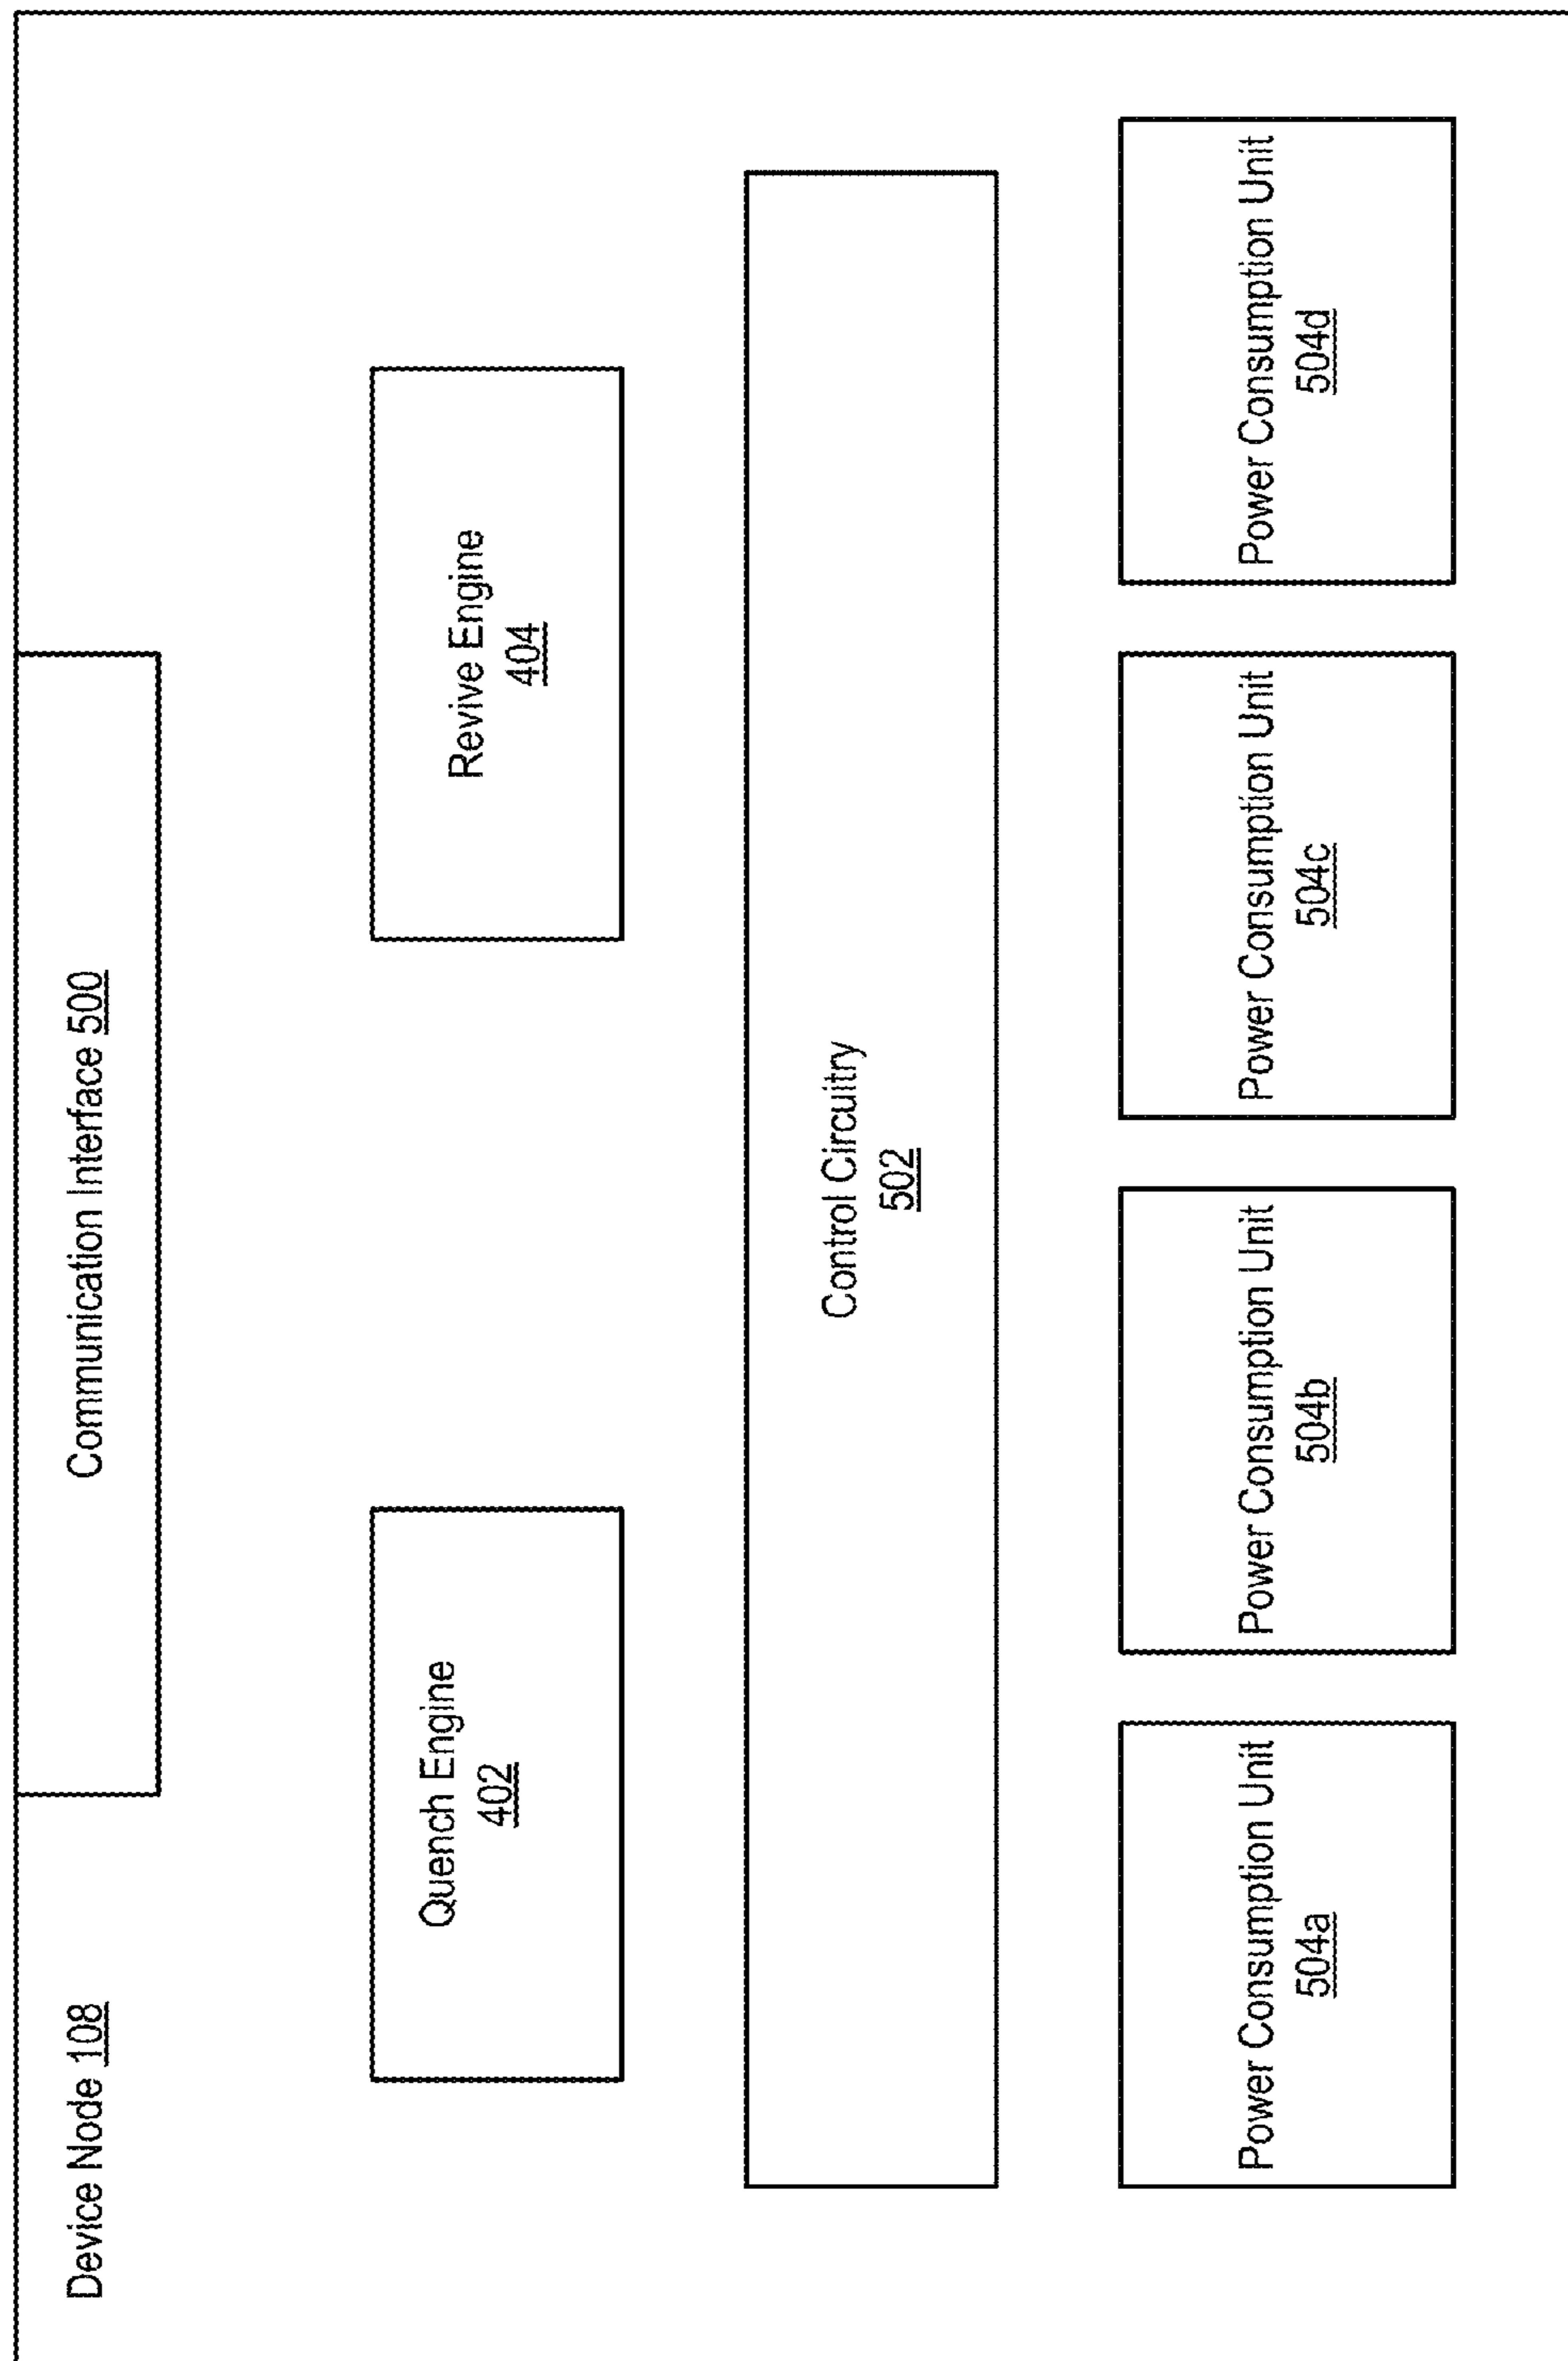 Device Node 108
Communication Interface 500
Quench Engine
402
Revive Engine
404
Control Circuitry
502
Power Consumption Unit
504a
Power Consumption Unit
504b
Power Consumption Unit
504c
Power Consumption Unit
504d